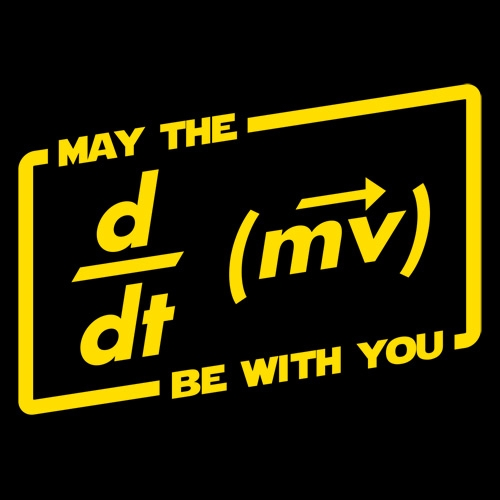 MAY THE
d
dt
(mv)
BE WITH YOU